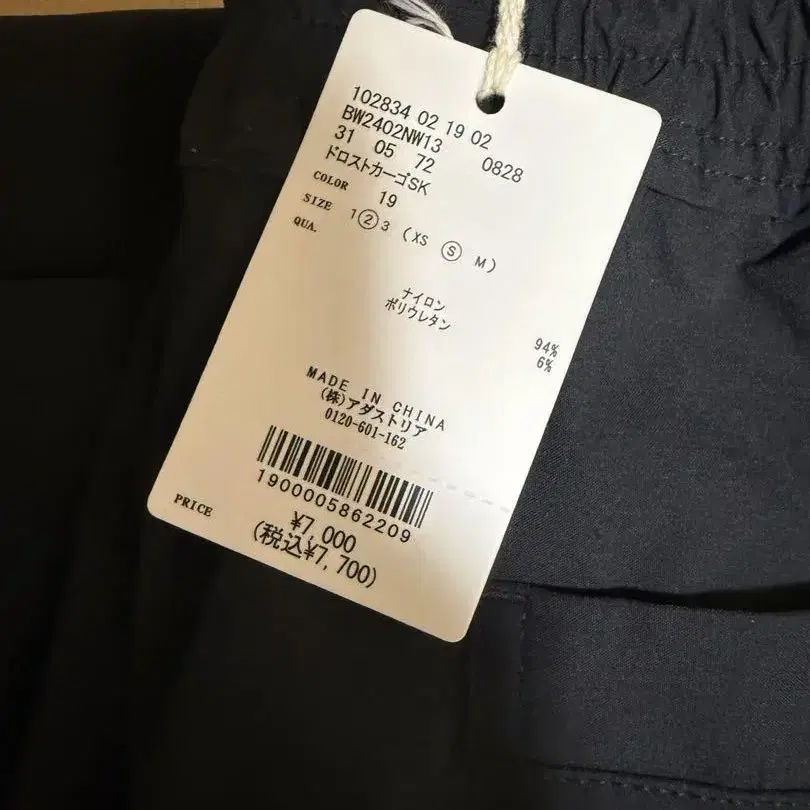 102834 02 19 02
BW2402NW13
31 05 72 0828
ドロストカーゴSK
COLOR 19
SIZE 1②3 (XS Ⓢ M)
QUA.
ナイロン 94%
ポリウレタン 6%
MADE IN CHINA
(株)アダストリア
0120-601-162
1900005862209
PRICE ¥7,000
(税込¥7,700)